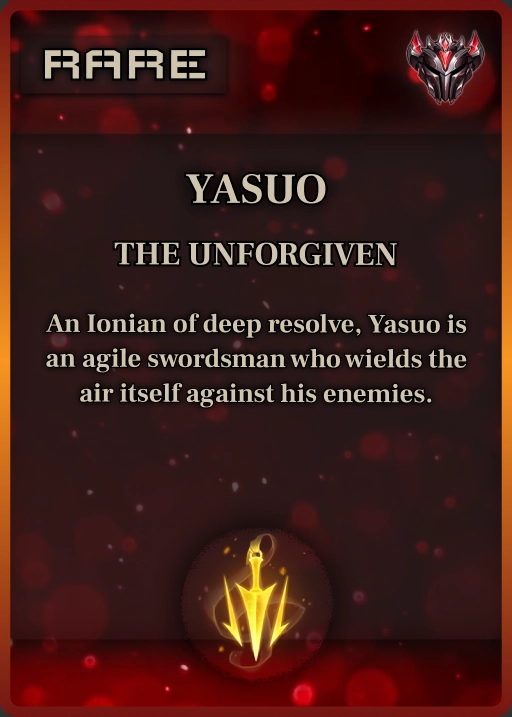 RARE
YASUO
THE UNFORGIVEN
An Ionian of deep resolve, Yasuo is
an agile swordsman who wields the
air itself against his enemies.